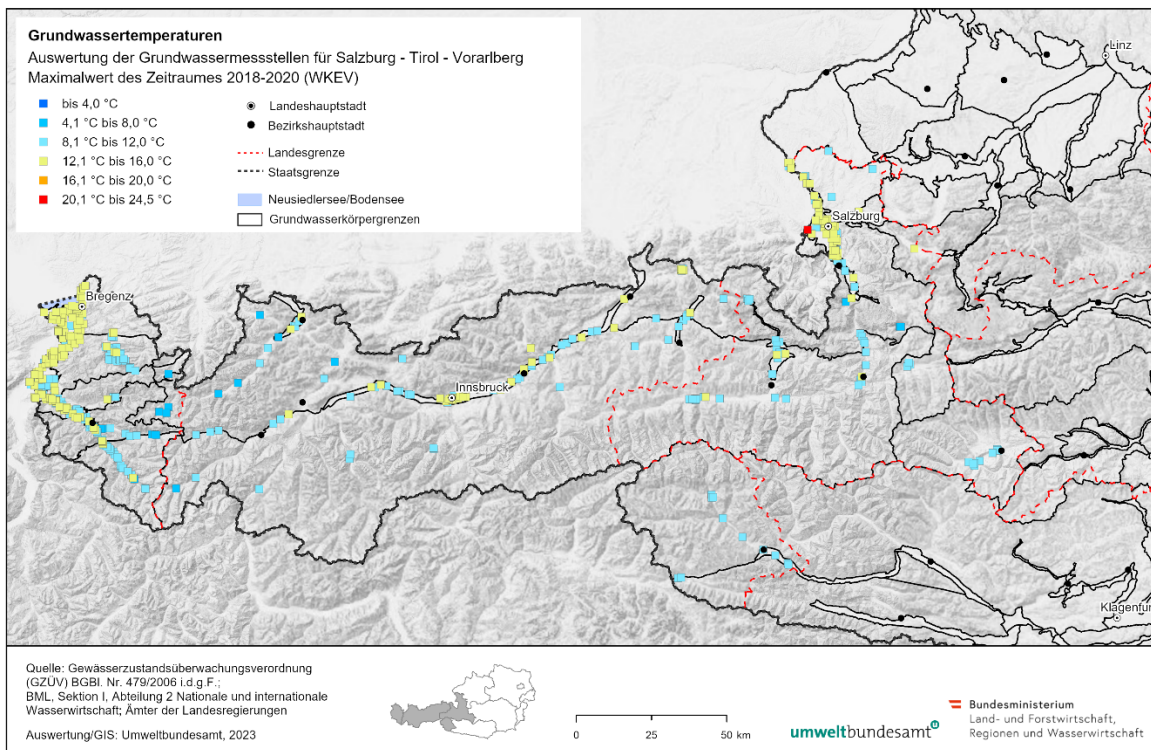 Grundwassertemperaturen
Auswertung der Grundwassermessstellen für Salzburg - Tirol - Vorarlberg
Maximalwert des Zeitraumes 2018-2020 (WKEV)
bis 4,0 °C
4,1 °C bis 8,0 °C
8,1 °C bis 12,0 °C
12,1 °C bis 16,0 °C
16,1 °C bis 20,0 °C
20,1 °C bis 24,5 °C
Landeshauptstadt
Bezirkshauptstadt
Landesgrenze
Staatsgrenze
Neusiedlersee/Bodensee
Grundwasserkörpergrenzen
Linz
Salzburg
Bregenz
Innsbruck
Klagenfur
Quelle: Gewässerzustandsüberwachungsverordnung
(GZÜV) BGBl. Nr. 479/2006 i.d.g.F.;
BML, Sektion I, Abteilung 2 Nationale und internationale
Wasserwirtschaft; Ämter der Landesregierungen
Auswertung/GIS: Umweltbundesamt, 2023
0 25 50 km
umweltbundesamt
Bundesministerium
Land- und Forstwirtschaft,
Regionen und Wasserwirtschaft